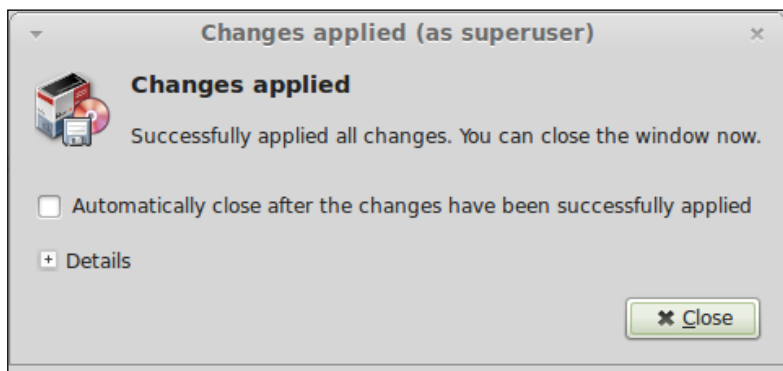 Changes applied (as superuser)
Changes applied
Successfully applied all changes. You can close the window now.
Automatically close after the changes have been successfully applied
Details
Close